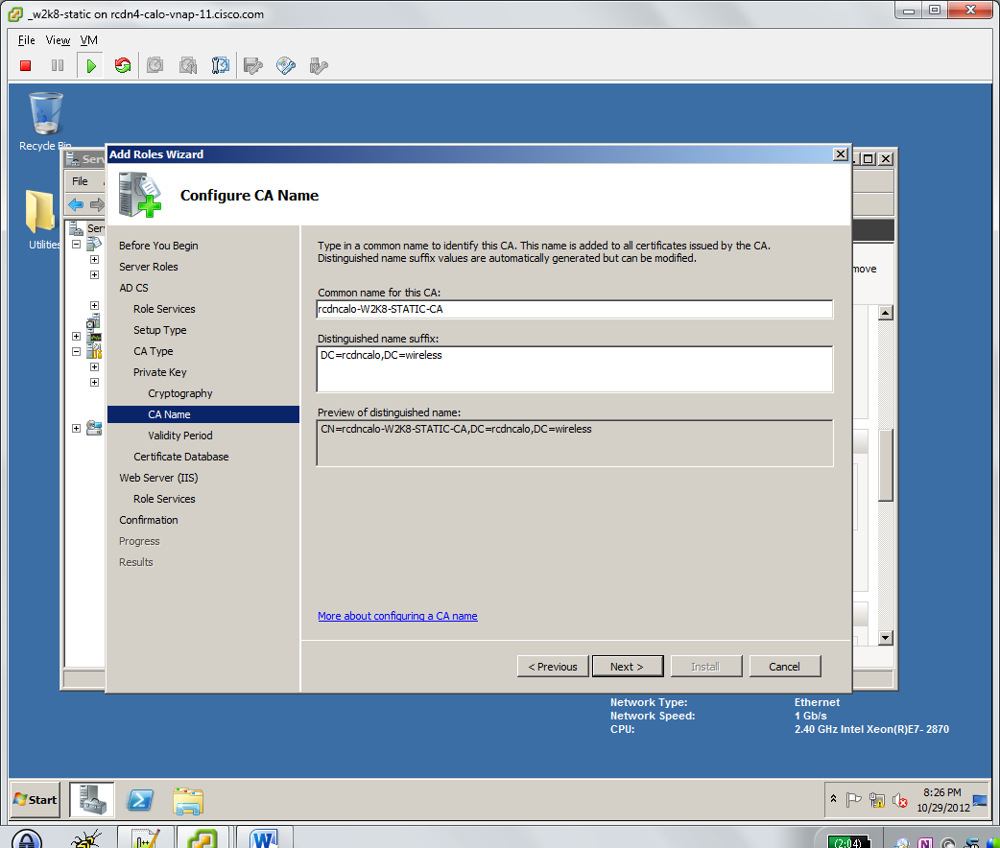 _w2k8-static on rcdn4-calo-vnap-11.cisco.com
File View VM
Recycle Bin
Utilities
Serv
File
Serv
move
Add Roles Wizard
Configure CA Name
Before You Begin
Server Roles
AD CS
Role Services
Setup Type
CA Type
Private Key
Cryptography
CA Name
Validity Period
Certificate Database
Web Server (IIS)
Role Services
Confirmation
Progress
Results
Type in a common name to identify this CA. This name is added to all certificates issued by the CA.
Distinguished name suffix values are automatically generated but can be modified.
Common name for this CA:
rcdncalo-W2K8-STATIC-CA
Distinguished name suffix:
DC=rcdncalo,DC=wireless
Preview of distinguished name:
CN=rcdncalo-W2K8-STATIC-CA,DC=rcdncalo,DC=wireless
More about configuring a CA name
< Previous Next > Install Cancel
Network Type: Ethernet
Network Speed: 1 Gb/s
CPU: 2.40 GHz Intel Xeon(R)E7- 2870
Start
8:26 PM
10/29/2012
(2:04)